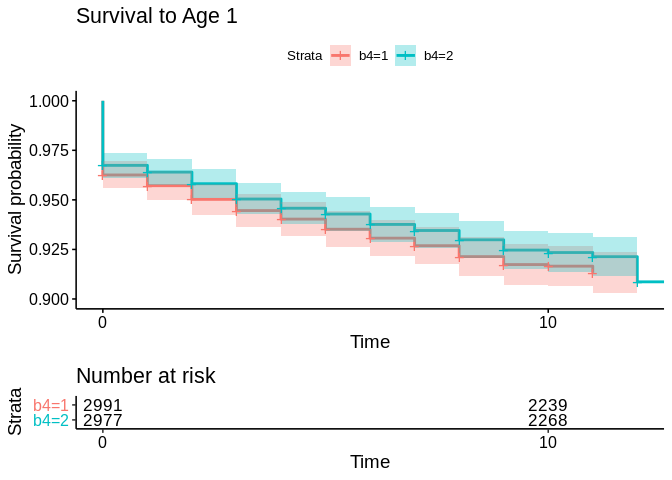 Survival to Age 1
Strata b4=1 b4=2
Survival probability
1.000
0.975
0.950
0.925
0.900
0 10
Time
Number at risk
Strata
b4=1 2991 2239
b4=2 2977 2268
0 10
Time